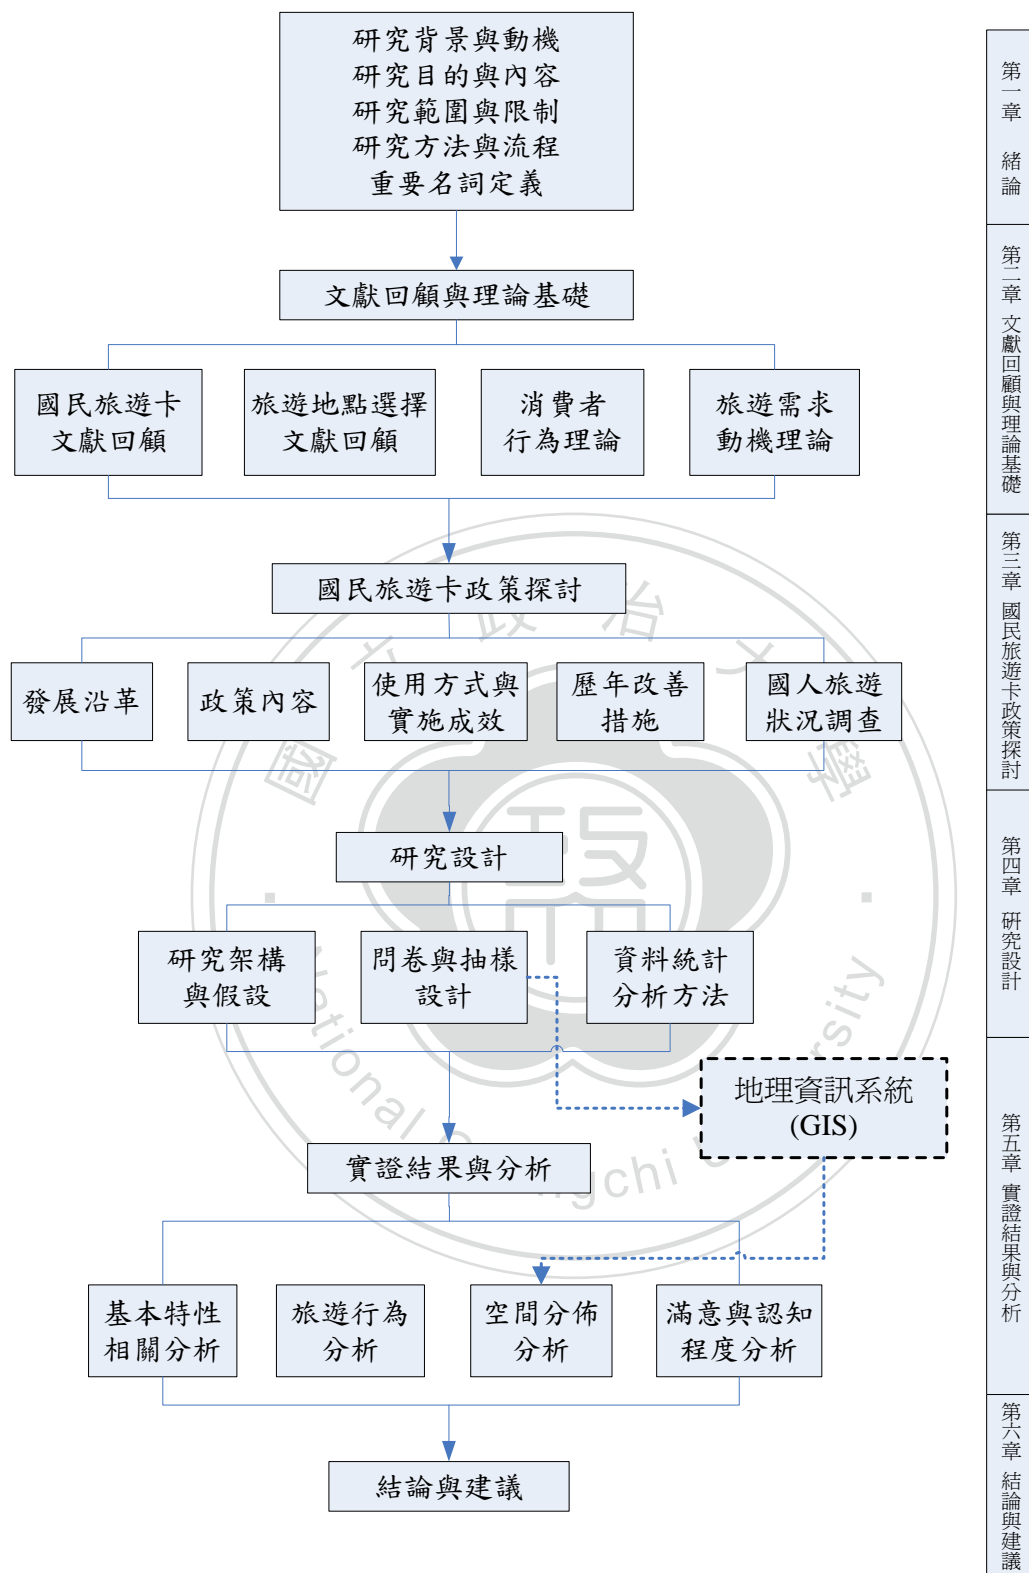 研究背景與動機
研究目的與內容
研究範圍與限制
研究方法與流程
重要名詞定義
第一章 緒論
文獻回顧與理論基礎
國民旅遊卡
文獻回顧
旅遊地點選擇
文獻回顧
消費者
行為理論
旅遊需求
動機理論
第二章 文獻回顧與理論基礎
國民旅遊卡政策探討
發展沿革
政策內容
使用方式與
實施成效
歷年改善
措施
國人旅遊
狀況調查
第三章 國民旅遊卡政策探討
研究設計
研究架構
與假設
問卷與抽樣
設計
資料統計
分析方法
第四章 研究設計
地理資訊系統
(GIS)
實證結果與分析
基本特性
相關分析
旅遊行為
分析
空間分佈
分析
滿意與認知
程度分析
第五章 實證結果與分析
結論與建議
第六章 結論與建議
國立政治大學